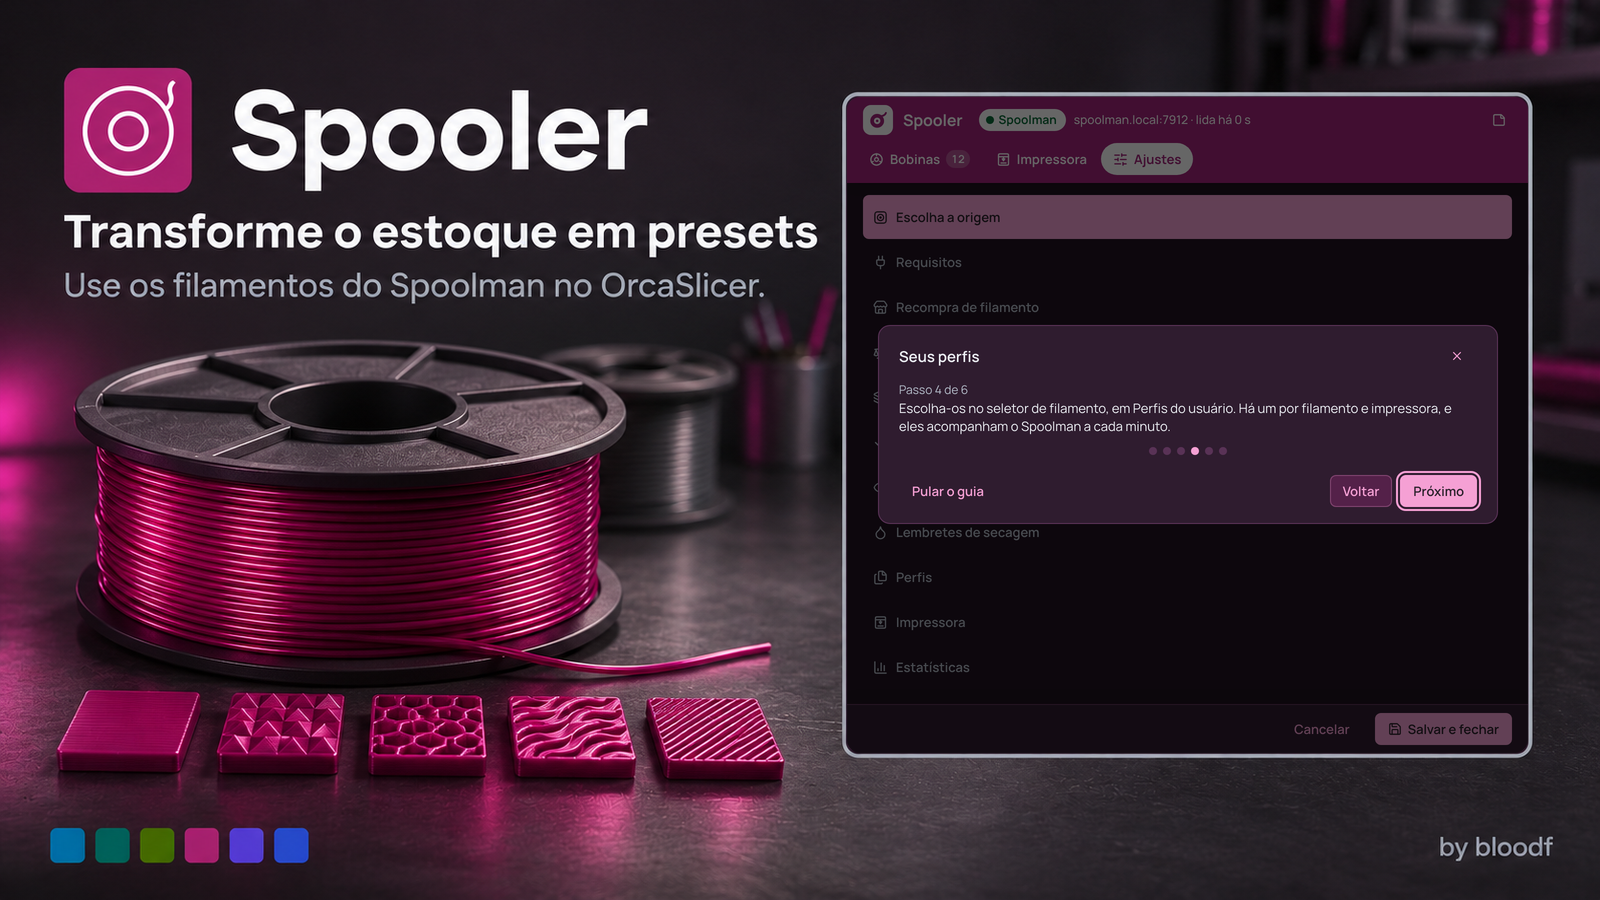 Spooler
Transforme o estoque em presets
Use os filamentos do Spoolman no OrcaSlicer.
Spooler
Spoolman
spoolman.local:7912 · lida há 0 s
Bobinas 12
Impressora
Ajustes
Escolha a origem
Requisitos
Recompra de filamento
Seus perfis
Passo 4 de 6
Escolha-os no seletor de filamento, em Perfis do usuário. Há um por filamento e impressora, e
eles acompanham o Spoolman a cada minuto.
Pular o guia
Voltar
Próximo
Lembretes de secagem
Perfis
Impressora
Estatísticas
Cancelar
Salvar e fechar
by bloodf